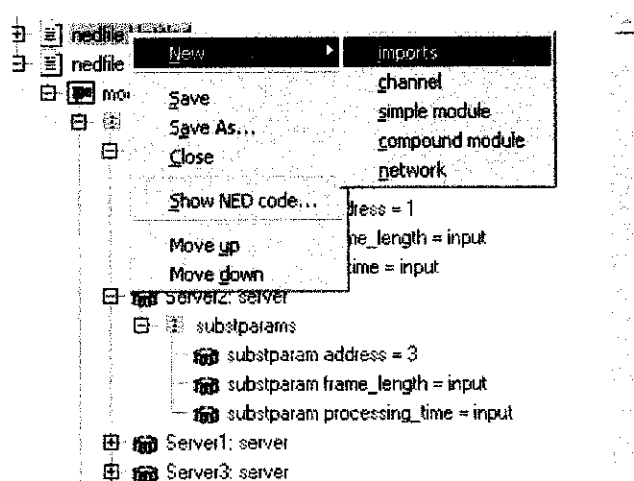 nedfile
New imports
nedfile
channel
mo
Save simple module
Save As... compound module
Close network
Show NED code...
dress = 1
Move up me_length = input
Move down time = input
Server2: server
substparams
substparam address = 3
substparam frame_length = input
substparam processing_time = input
Server1: server
Server3: server